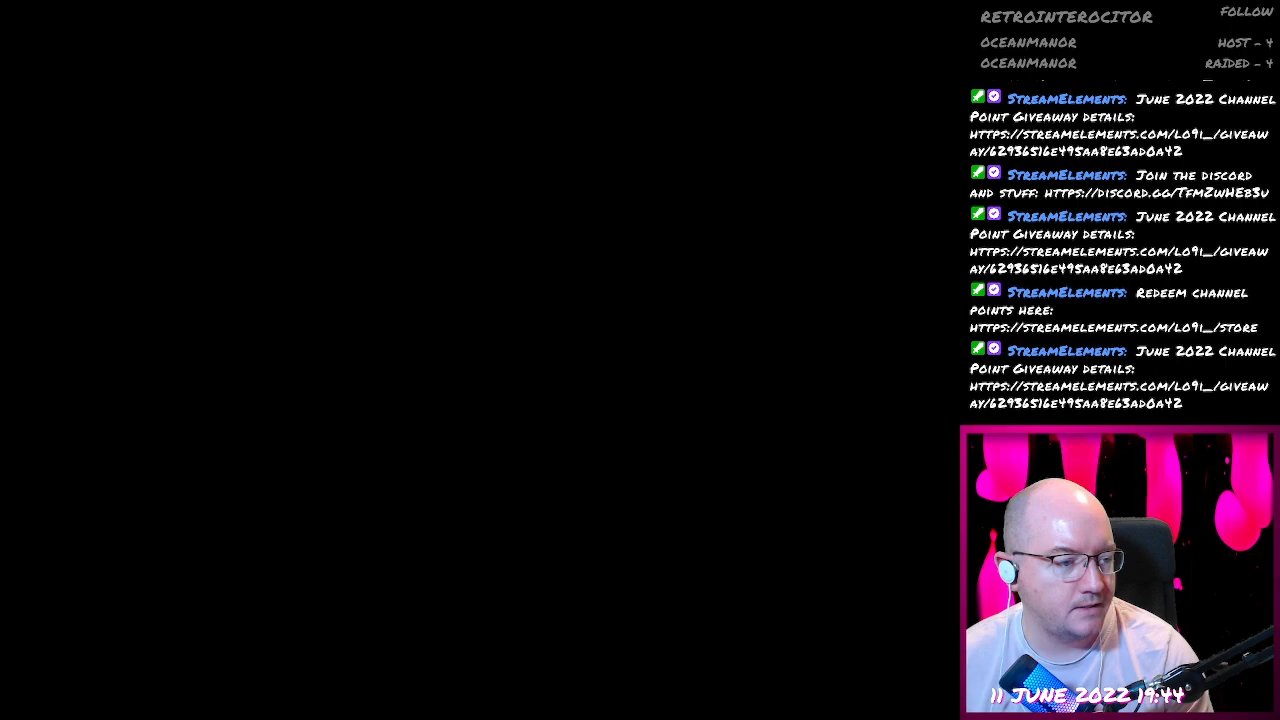 RETROINTEROCITOR FOLLOW
OCEANMANOR HOST - 4
OCEANMANOR RAIDED - 4
StreamElements: June 2022 Channel
Point Giveaway details:
https://streamelements.com/lo9i_/giveaw
ay/62936516e495aa8e63ad0a42
StreamElements: Join the discord
and stuff: https://discord.gg/TfmZwHEb3u
StreamElements: June 2022 Channel
Point Giveaway details:
https://streamelements.com/lo9i_/giveaw
ay/62936516e495aa8e63ad0a42
StreamElements: Redeem channel
points here:
https://streamelements.com/lo9i_/store
StreamElements: June 2022 Channel
Point Giveaway details:
https://streamelements.com/lo9i_/giveaw
ay/62936516e495aa8e63ad0a42
11 June 2022 19:44